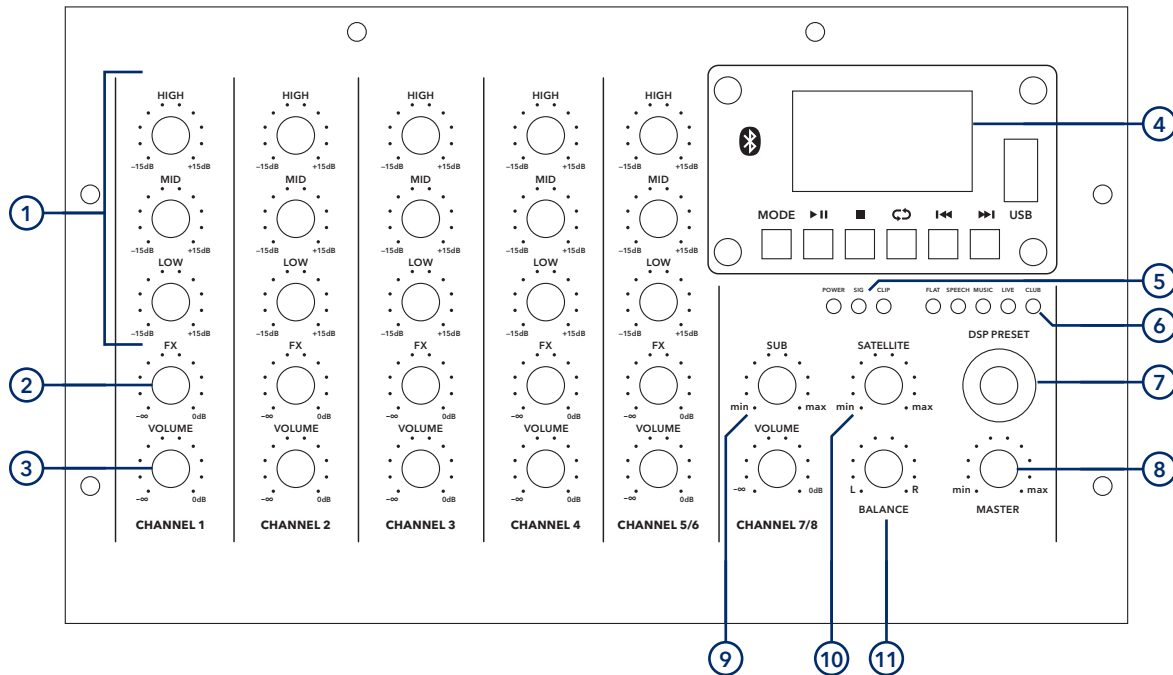 HIGH HIGH HIGH HIGH HIGH
–15dB +15dB –15dB +15dB –15dB +15dB –15dB +15dB –15dB +15dB
MID MID MID MID MID
–15dB +15dB –15dB +15dB –15dB +15dB –15dB +15dB –15dB +15dB
LOW LOW LOW LOW LOW
–15dB +15dB –15dB +15dB –15dB +15dB –15dB +15dB –15dB +15dB
FX FX FX FX FX
–∞ 0dB –∞ 0dB –∞ 0dB –∞ 0dB –∞ 0dB
VOLUME VOLUME VOLUME VOLUME VOLUME
–∞ 0dB –∞ 0dB –∞ 0dB –∞ 0dB –∞ 0dB
CHANNEL 1 CHANNEL 2 CHANNEL 3 CHANNEL 4 CHANNEL 5/6
MODE USB
POWER SIG CLIP FLAT SPEECH MUSIC LIVE CLUB
SUB SATELLITE DSP PRESET
min max min max
VOLUME
–∞ 0dB L R min max
CHANNEL 7/8 BALANCE MASTER
1
2
3
4
5
6
7
8
9
10
11